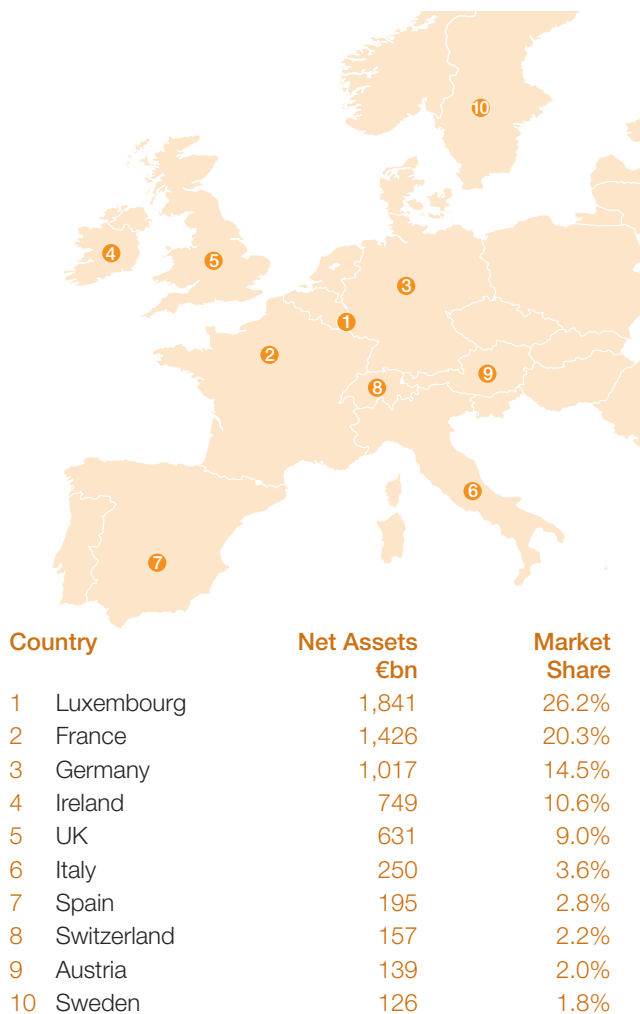 10
4
5
3
1
2
8
9
6
7
Country Net Assets Market
€bn Share
1 Luxembourg 1,841 26.2%
2 France 1,426 20.3%
3 Germany 1,017 14.5%
4 Ireland 749 10.6%
5 UK 631 9.0%
6 Italy 250 3.6%
7 Spain 195 2.8%
8 Switzerland 157 2.2%
9 Austria 139 2.0%
10 Sweden 126 1.8%